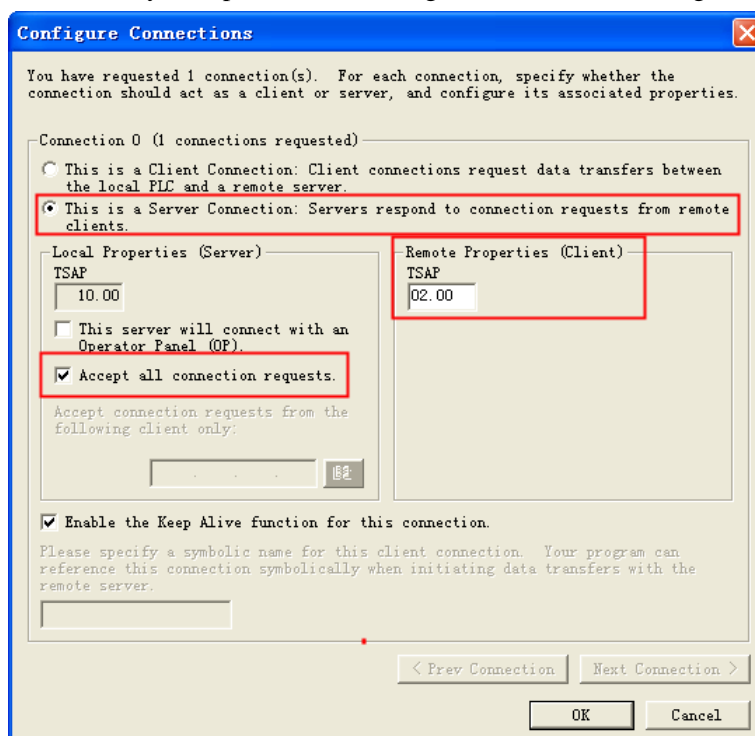 Configure Connections
You have requested 1 connection(s). For each connection, specify whether the
connection should act as a client or server, and configure its associated properties.
Connection 0 (1 connections requested)
This is a Client Connection: Client connections request data transfers between
the local PLC and a remote server.
This is a Server Connection: Servers respond to connection requests from remote
clients.
Local Properties (Server)
TSAP
10.00
This server will connect with an
Operator Panel (OP).
Accept all connection requests.
Accept connection requests from the
following client only:
. . .
Remote Properties (Client)
TSAP
02.00
Enable the Keep Alive function for this connection.
Please specify a symbolic name for this client connection. Your program can
reference this connection symbolically when initiating data transfers with the
remote server.
< Prev Connection
Next Connection >
OK
Cancel